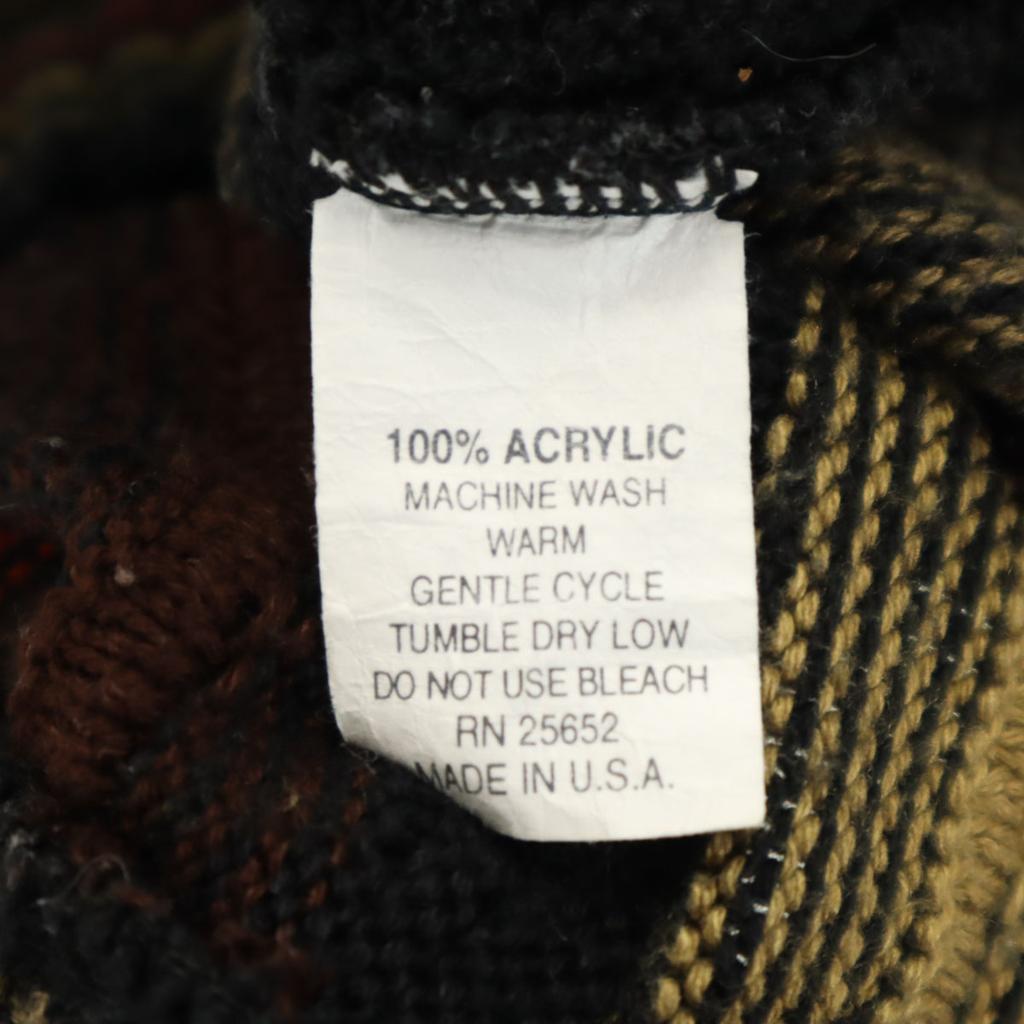 100% ACRYLIC
MACHINE WASH
WARM
GENTLE CYCLE
TUMBLE DRY LOW
DO NOT USE BLEACH
RN 25652
MADE IN U.S.A.